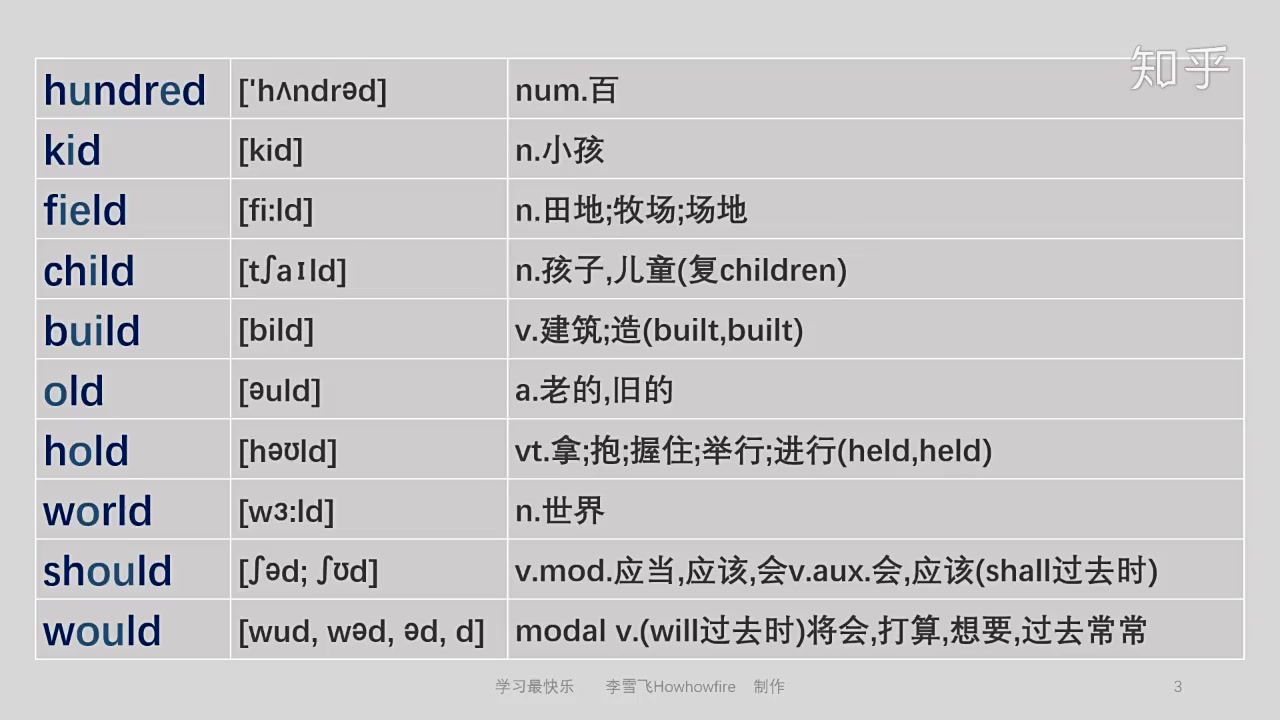 知乎
hundred ['hʌndrəd] num.百
kid [kid] n.小孩
field [fi:ld] n.田地;牧场;场地
child [tʃaɪld] n.孩子,儿童(复children)
build [bild] v.建筑;造(built,built)
old [əuld] a.老的,旧的
hold [həʊld] vt.拿;抱;握住;举行;进行(held,held)
world [wɜ:ld] n.世界
should [ʃəd; ʃʊd] v.mod.应当,应该,会v.aux.会,应该(shall过去时)
would [wud, wəd, əd, d] modal v.(will过去时)将会,打算,想要,过去常常
学习最快乐 李雪飞Howhowfire 制作 3